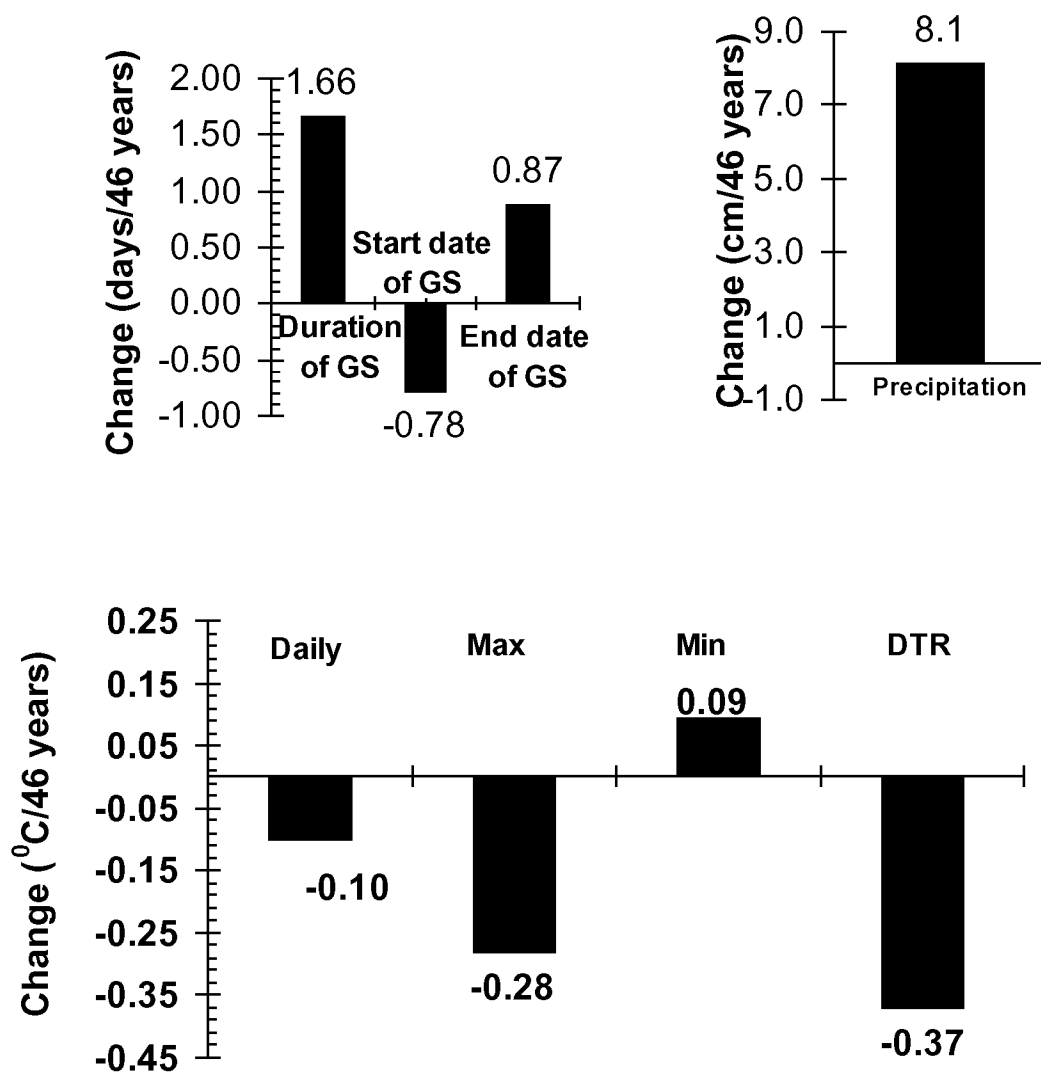 Change (days/46 years)
2.00
1.50
1.00
0.50
0.00
-0.50
-1.00
1.66
Duration
of GS
Start date
of GS
-0.78
0.87
End date
of GS
Change (cm/46 years)
9.0
7.0
5.0
3.0
1.0
-1.0
8.1
Precipitation
Change (⁰C/46 years)
0.25
0.15
0.05
-0.05
-0.15
-0.25
-0.35
-0.45
Daily
Max
Min
DTR
-0.10
-0.28
0.09
-0.37